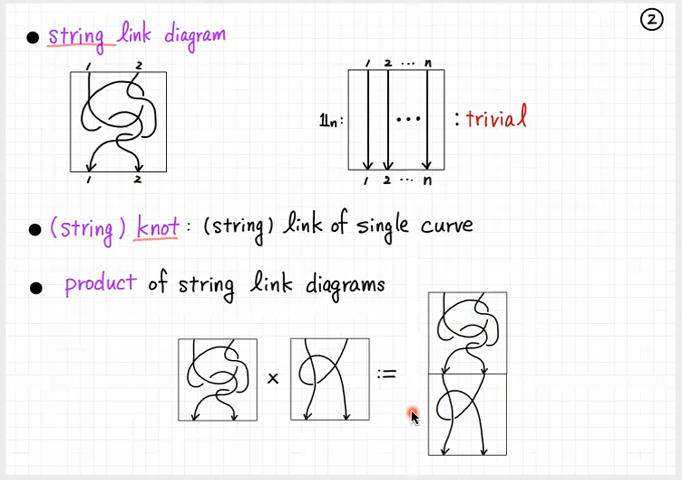 ②
● string link diagram
1 2
1 2 ... n
𝟙n: ... : trivial
1 2
1 2 ... n
● (string) knot : (string) link of single curve
● product of string link diagrams
× :=